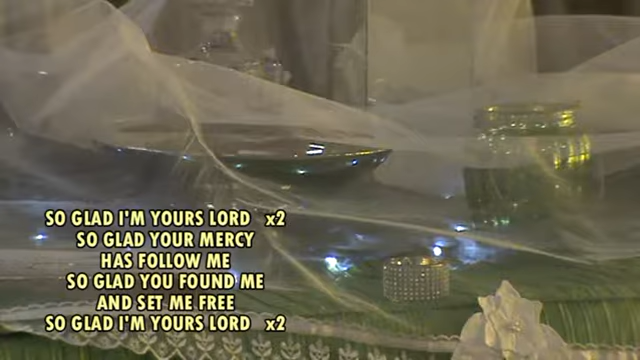 SO GLAD I'M YOURS LORD x2
SO GLAD YOUR MERCY
HAS FOLLOW ME
SO GLAD YOU FOUND ME
AND SET ME FREE
SO GLAD I'M YOURS LORD x2